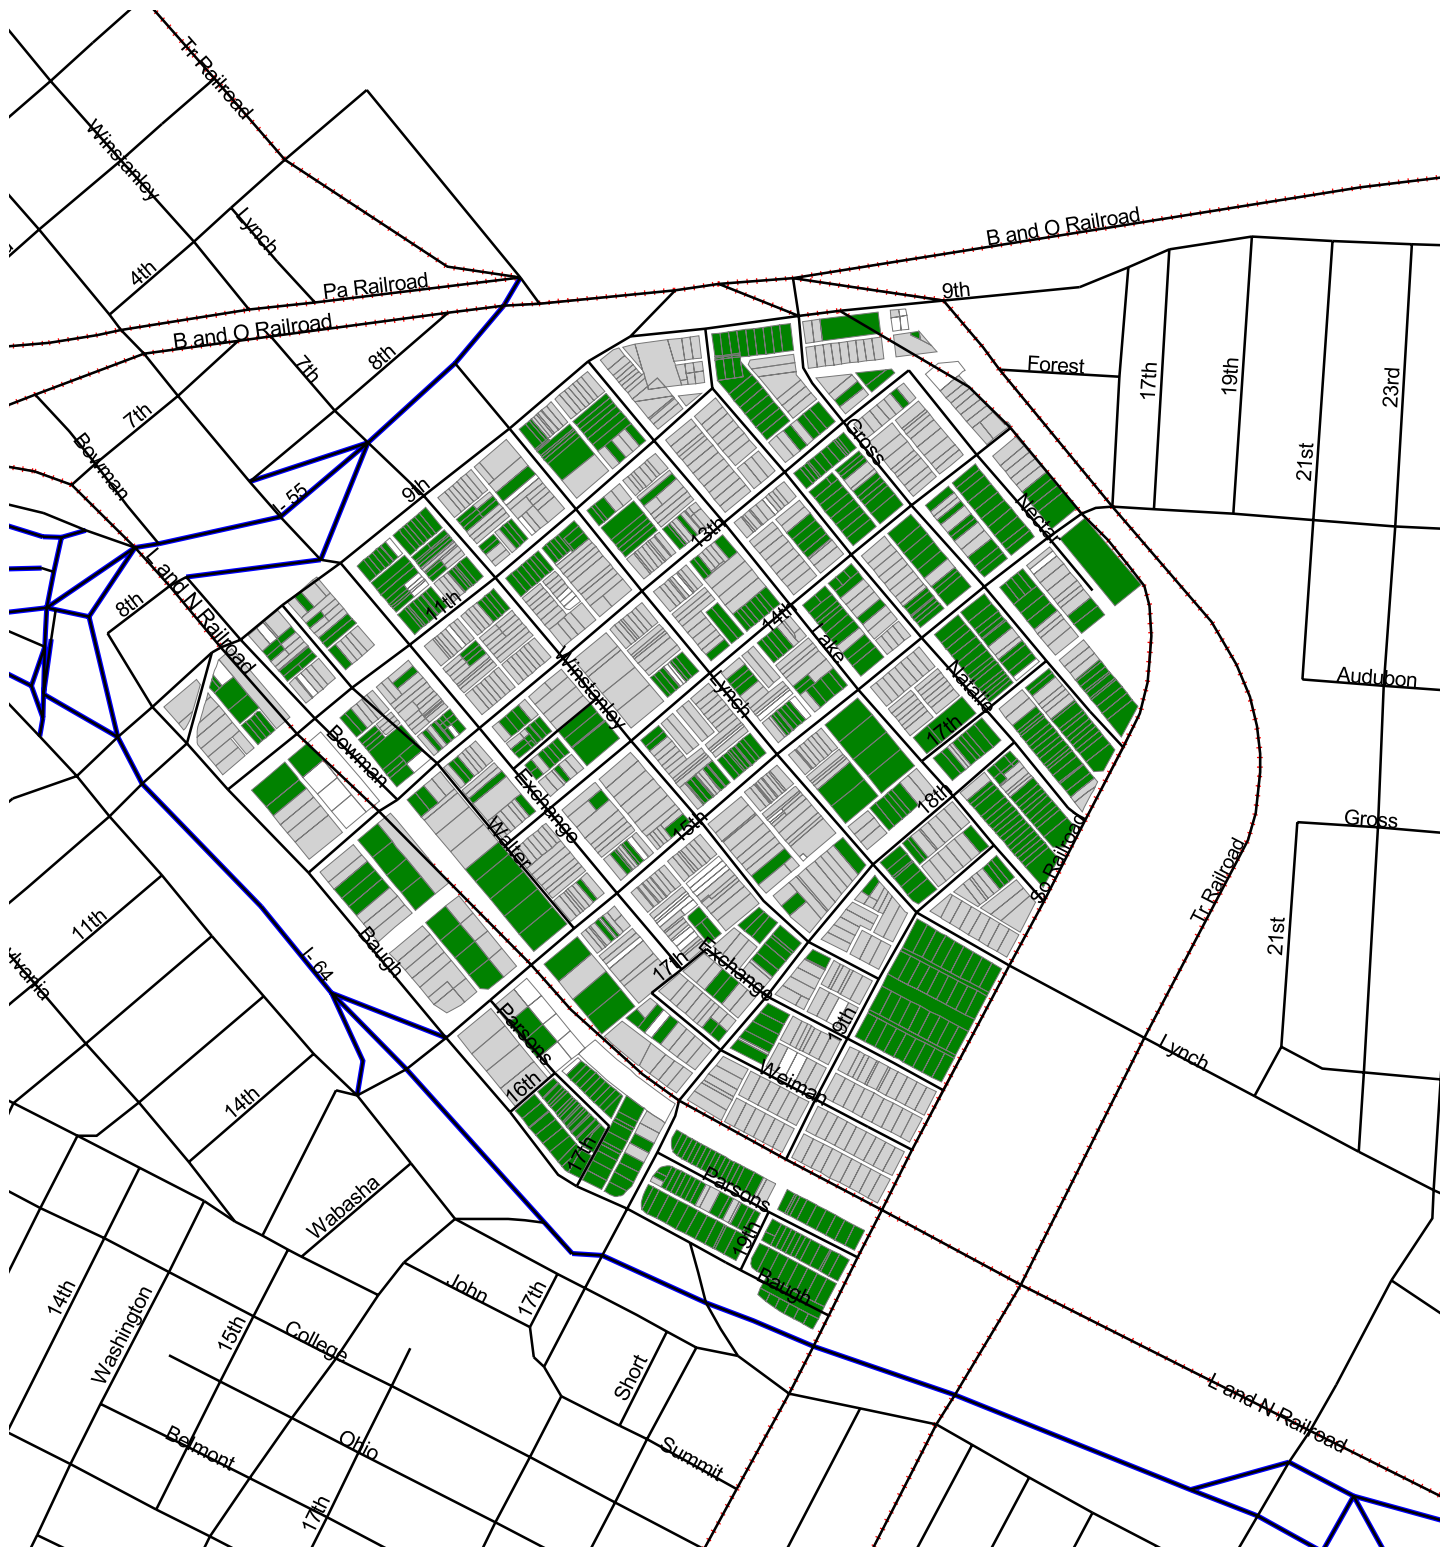 Tr Railroad
Winstanley
Lynch
4th
Pa Railroad
B and O Railroad
B and O Railroad
9th
7th
8th
Forest
17th
19th
23rd
7th
Bowman
I- 55
9th
Gross
21st
Nectar
13th
8th
L and N Railroad
11th
14th
Lake
Winstanley
Lynch
Natalie
17th
Audubon
Bowman
Exchange
18th
15th
Walter
Gross
So Railroad
Tr Railroad
11th
Baugh
I- 64
17th
Exchange
21st
lvania
Parsons
19th
Lynch
16th
Weiman
14th
17th
Parsons
Wabasha
19th
Baugh
14th
Washington
15th
College
John
17th
Short
L and N Railroad
Belmont
Ohio
Summit
17th